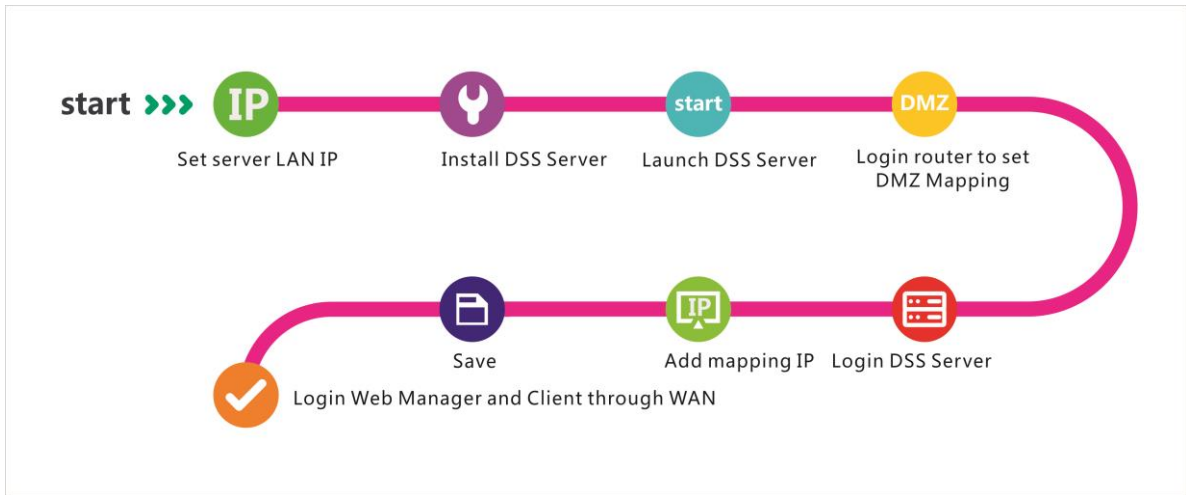 start >>>
IP
start
DMZ
Set server LAN IP
Install DSS Server
Launch DSS Server
Login router to set
DMZ Mapping
IP
Save
Add mapping IP
Login DSS Server
Login Web Manager and Client through WAN